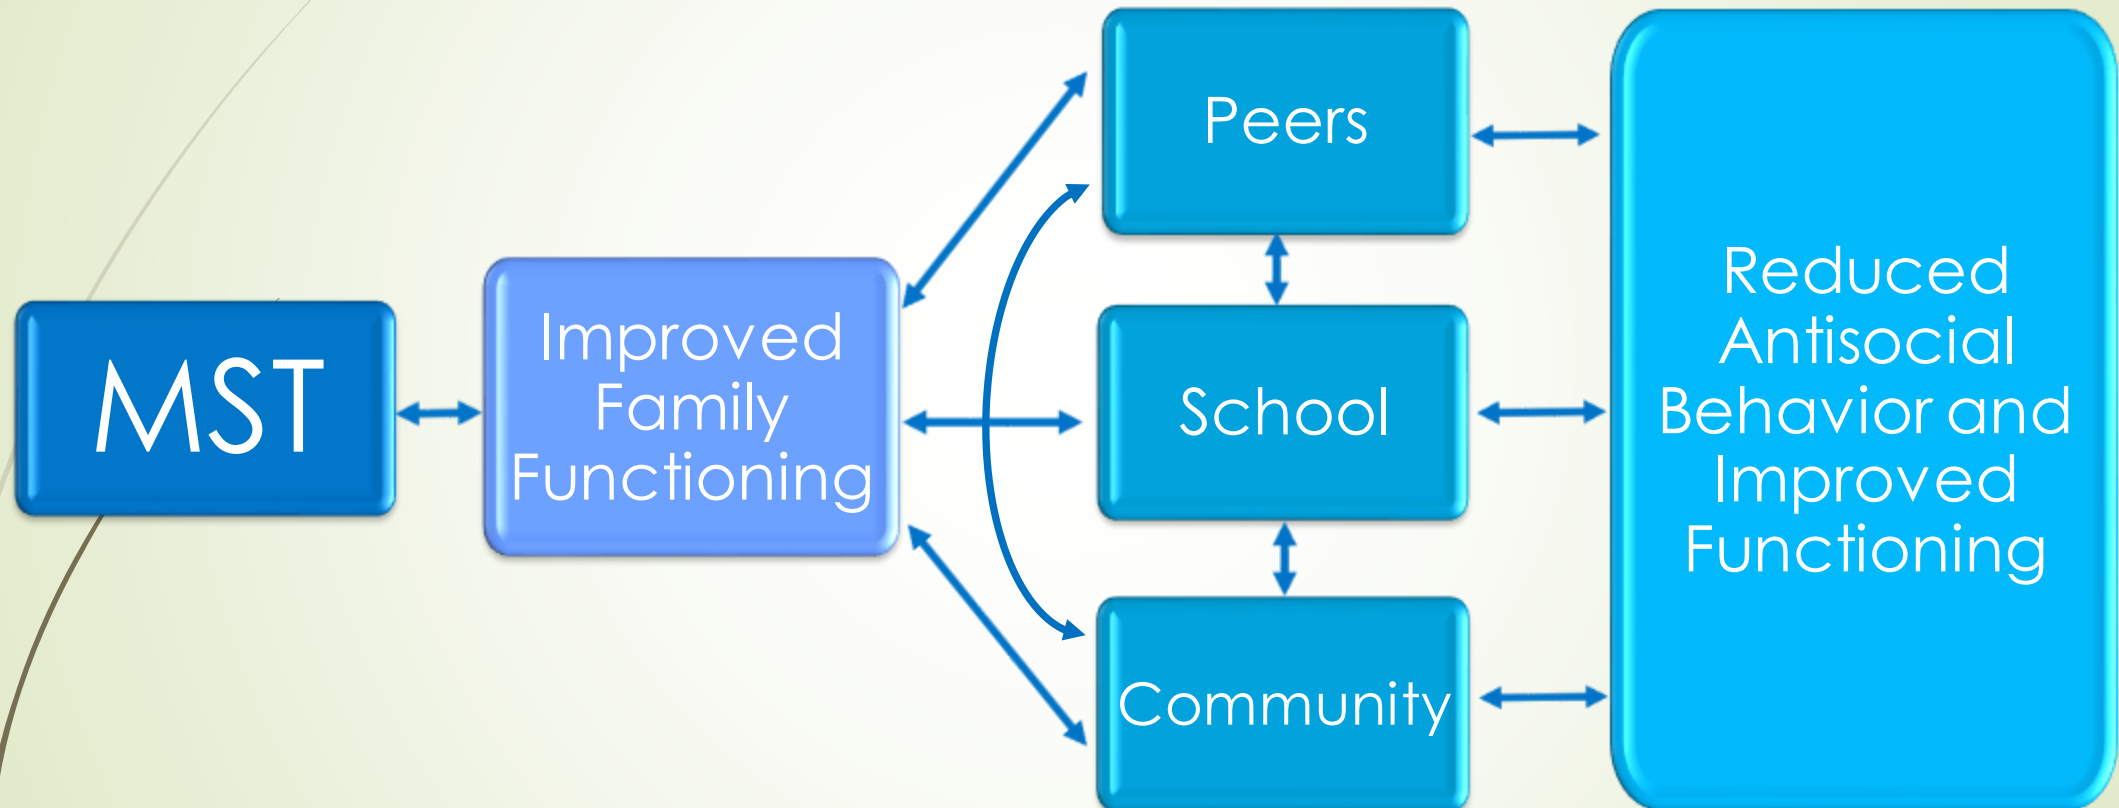 MST
Improved
Family
Functioning
Peers
School
Community
Reduced
Antisocial
Behavior and
Improved
Functioning